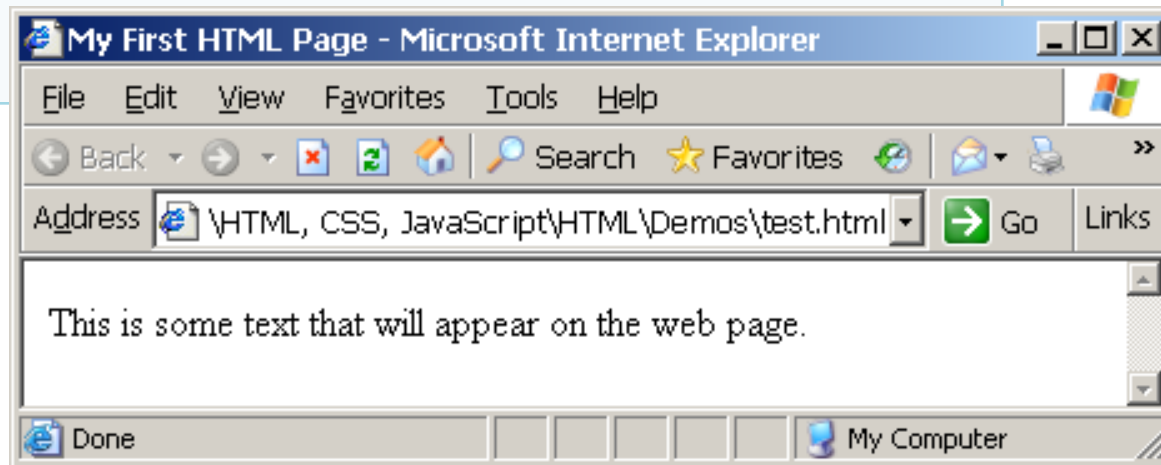 My First HTML Page - Microsoft Internet Explorer
File Edit View Favorites Tools Help
Back Search Favorites »
Address \HTML, CSS, JavaScript\HTML\Demos\test.html Go Links
This is some text that will appear on the web page.
Done My Computer